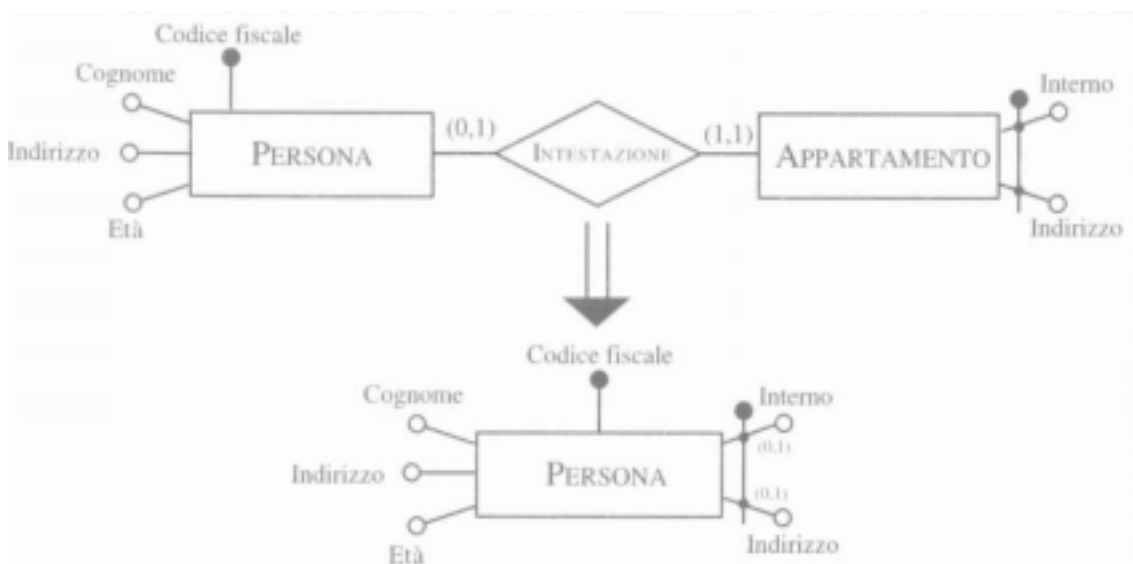 Codice fiscale
Cognome
Interno
(0,1)
(1,1)
Indirizzo
PERSONA
INTESTAZIONE
APPARTAMENTO
Età
Indirizzo
Codice fiscale
Cognome
Interno
(0,1)
Indirizzo
PERSONA
(0,1)
Età
Indirizzo